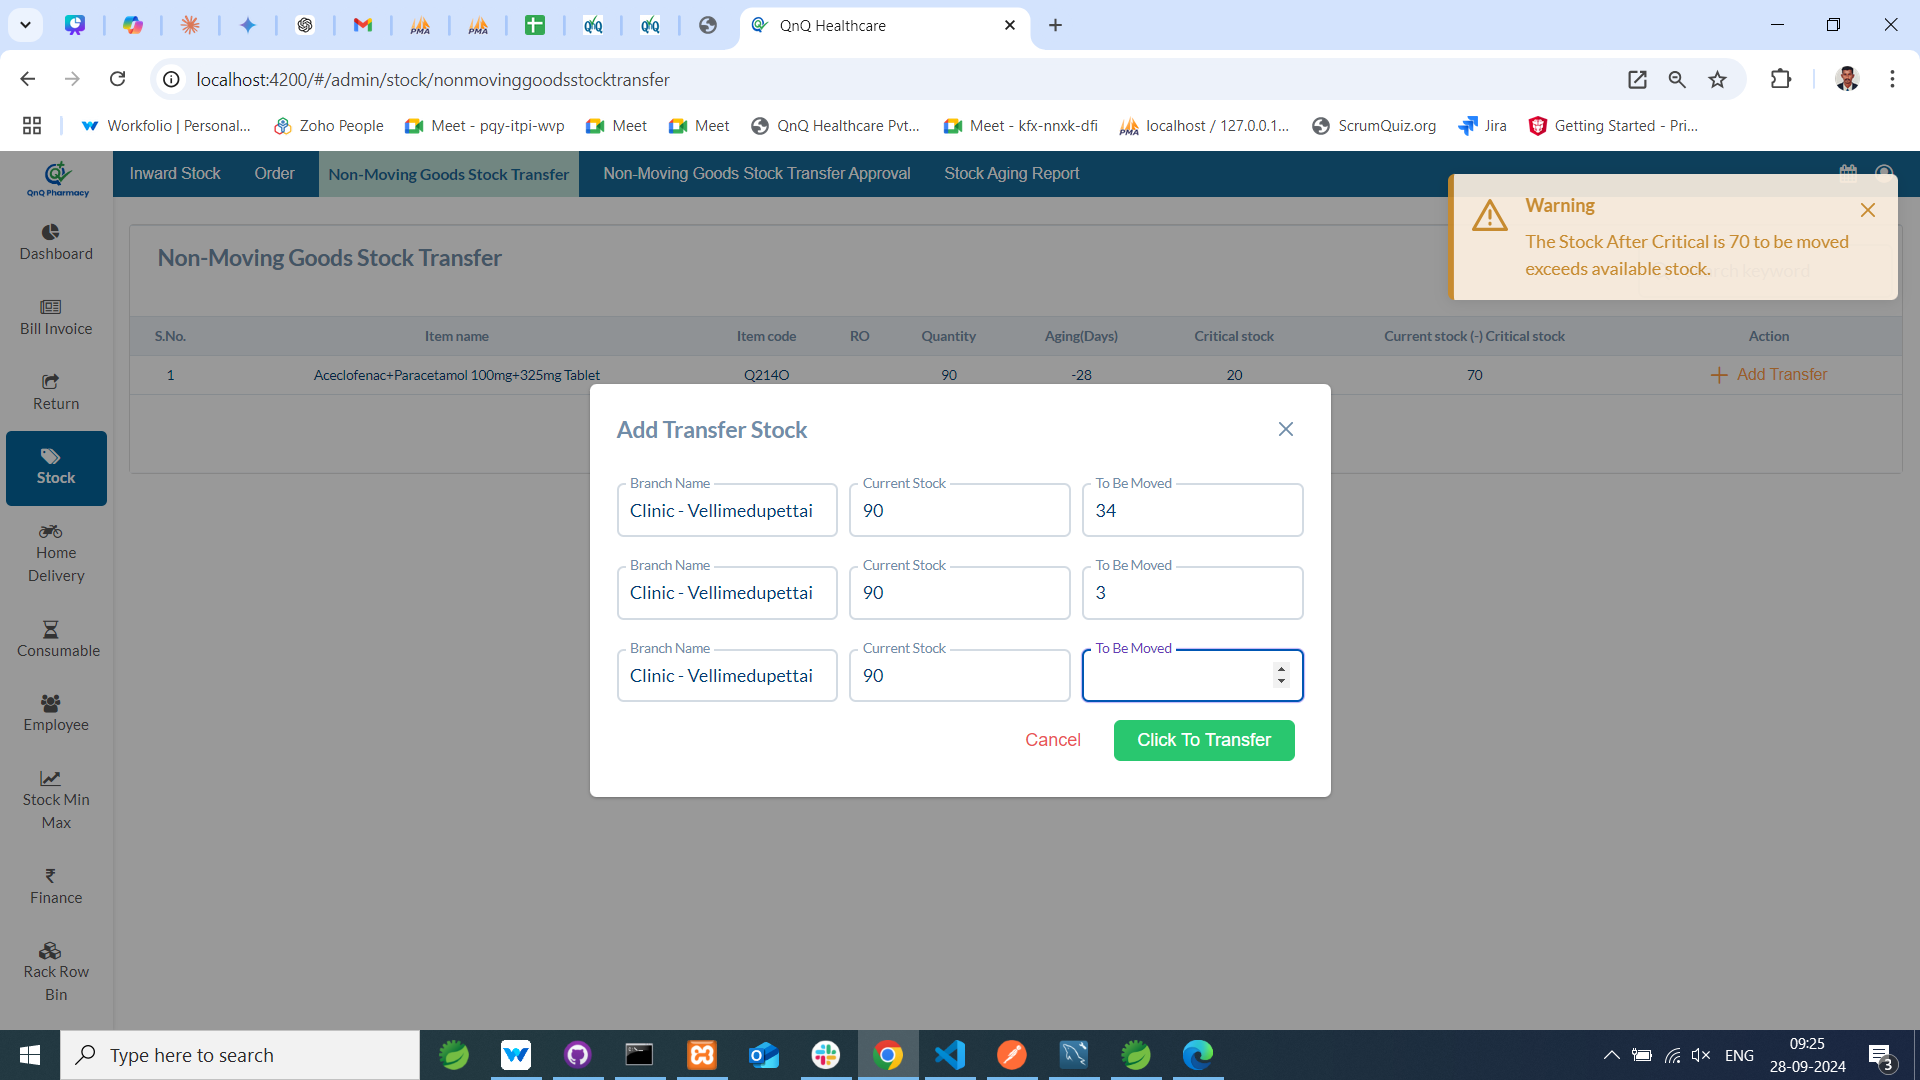 QnQ Healthcare
localhost:4200/#/admin/stock/nonmovinggoodsstocktransfer
Workfolio | Personal...
Zoho People
Meet - pqy-itpi-wvp
Meet
Meet
QnQ Healthcare Pvt...
Meet - kfx-nnxk-dfi
localhost / 127.0.0.1...
ScrumQuiz.org
Jira
Getting Started - Pri...
QnQ Pharmacy
Inward Stock
Order
Non-Moving Goods Stock Transfer
Non-Moving Goods Stock Transfer Approval
Stock Aging Report
Warning
The Stock After Critical is 70 to be moved
exceeds available stock.
Dashboard
Bill Invoice
Return
Stock
Home
Delivery
Consumable
Employee
Stock Min
Max
Finance
Rack Row
Bin
Non-Moving Goods Stock Transfer
S.No.
Item name
Item code
RO
Quantity
Aging(Days)
Critical stock
Current stock (-) Critical stock
Action
1
Aceclofenac+Paracetamol 100mg+325mg Tablet
Q214O
90
-28
20
70
Add Transfer
Add Transfer Stock
Branch Name
Clinic - Vellimedupettai
Current Stock
90
To Be Moved
34
Branch Name
Clinic - Vellimedupettai
Current Stock
90
To Be Moved
3
Branch Name
Clinic - Vellimedupettai
Current Stock
90
To Be Moved
Cancel
Click To Transfer
Type here to search
ENG
09:25
28-09-2024
3